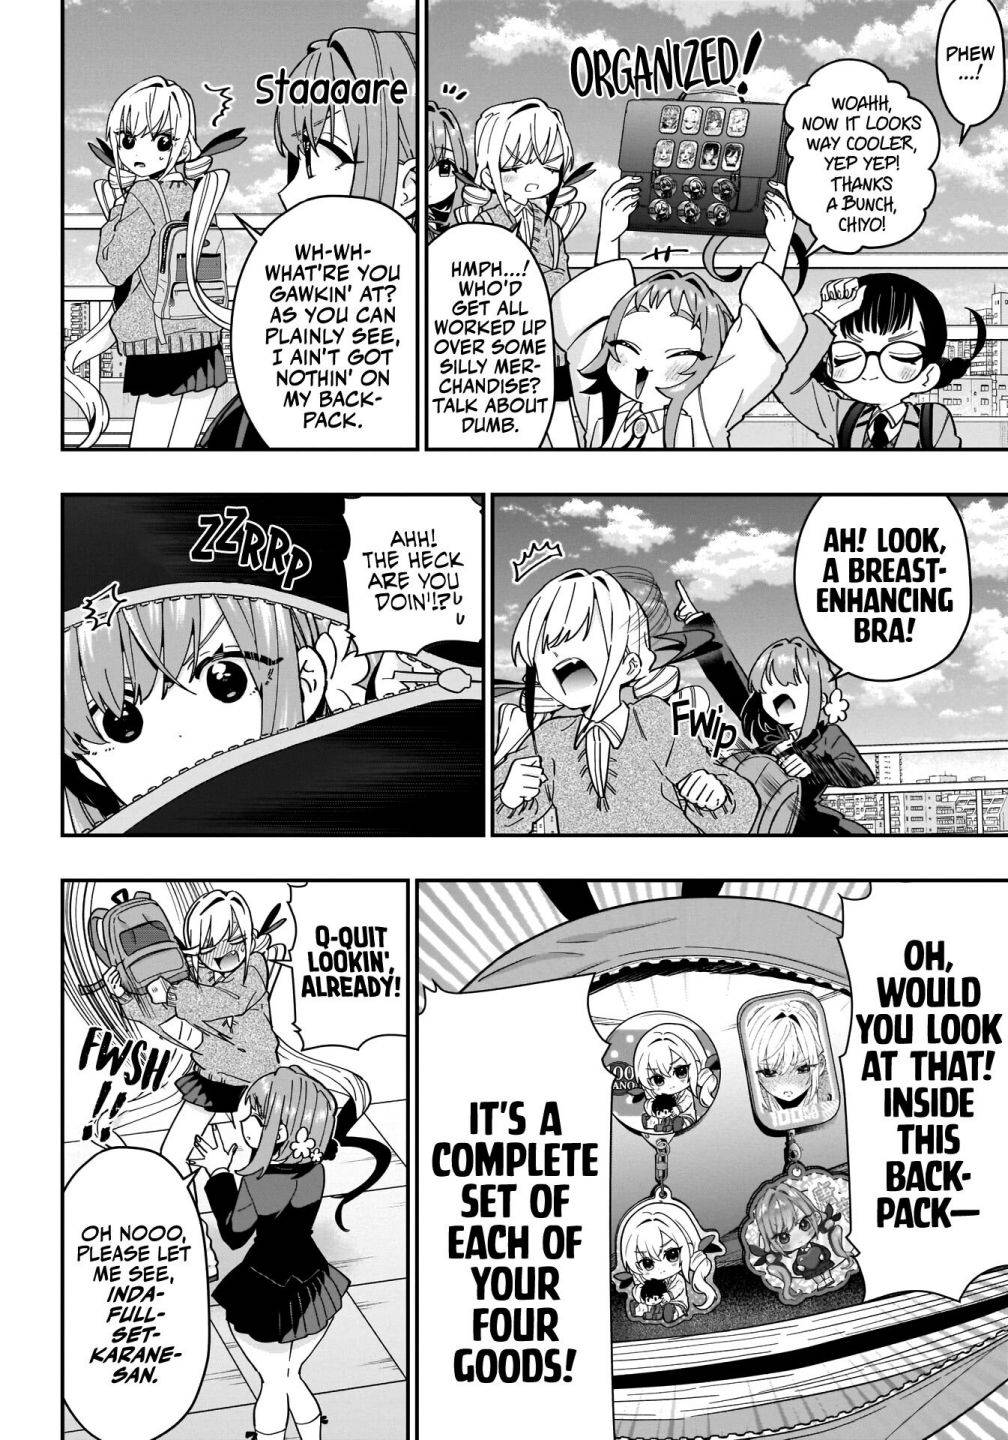 PHEW
...!
WOAHH,
NOW IT LOOKS
WAY COOLER,
YEP YEP!
THANKS
A BUNCH,
CHIYO!
ORGANIZED!
HMPH...!
WHO'D
GET ALL
WORKED UP
OVER SOME
SILLY MER-
CHANDISE?
TALK ABOUT
DUMB.
Staaaare
WH-WH-
WHAT'RE YOU
GAWKIN' AT?
AS YOU CAN
PLAINLY SEE,
I AIN'T GOT
NOTHIN' ON
MY BACK-
PACK.
AH! LOOK,
A BREAST-
ENHANCING
BRA!
FWip
AHH!
THE HECK
ARE YOU
DOIN'!?
ZZRRP
OH,
WOULD
YOU LOOK
AT THAT!
INSIDE
THIS
BACK-
PACK—
IT'S A
COMPLETE
SET OF
EACH OF
YOUR
FOUR
GOODS!
Q-QUIT
LOOKIN',
ALREADY!
FWSH!!
OH NOOO,
PLEASE LET
ME SEE,
INDA-
FULL-
SET-
KARANE-
SAN.